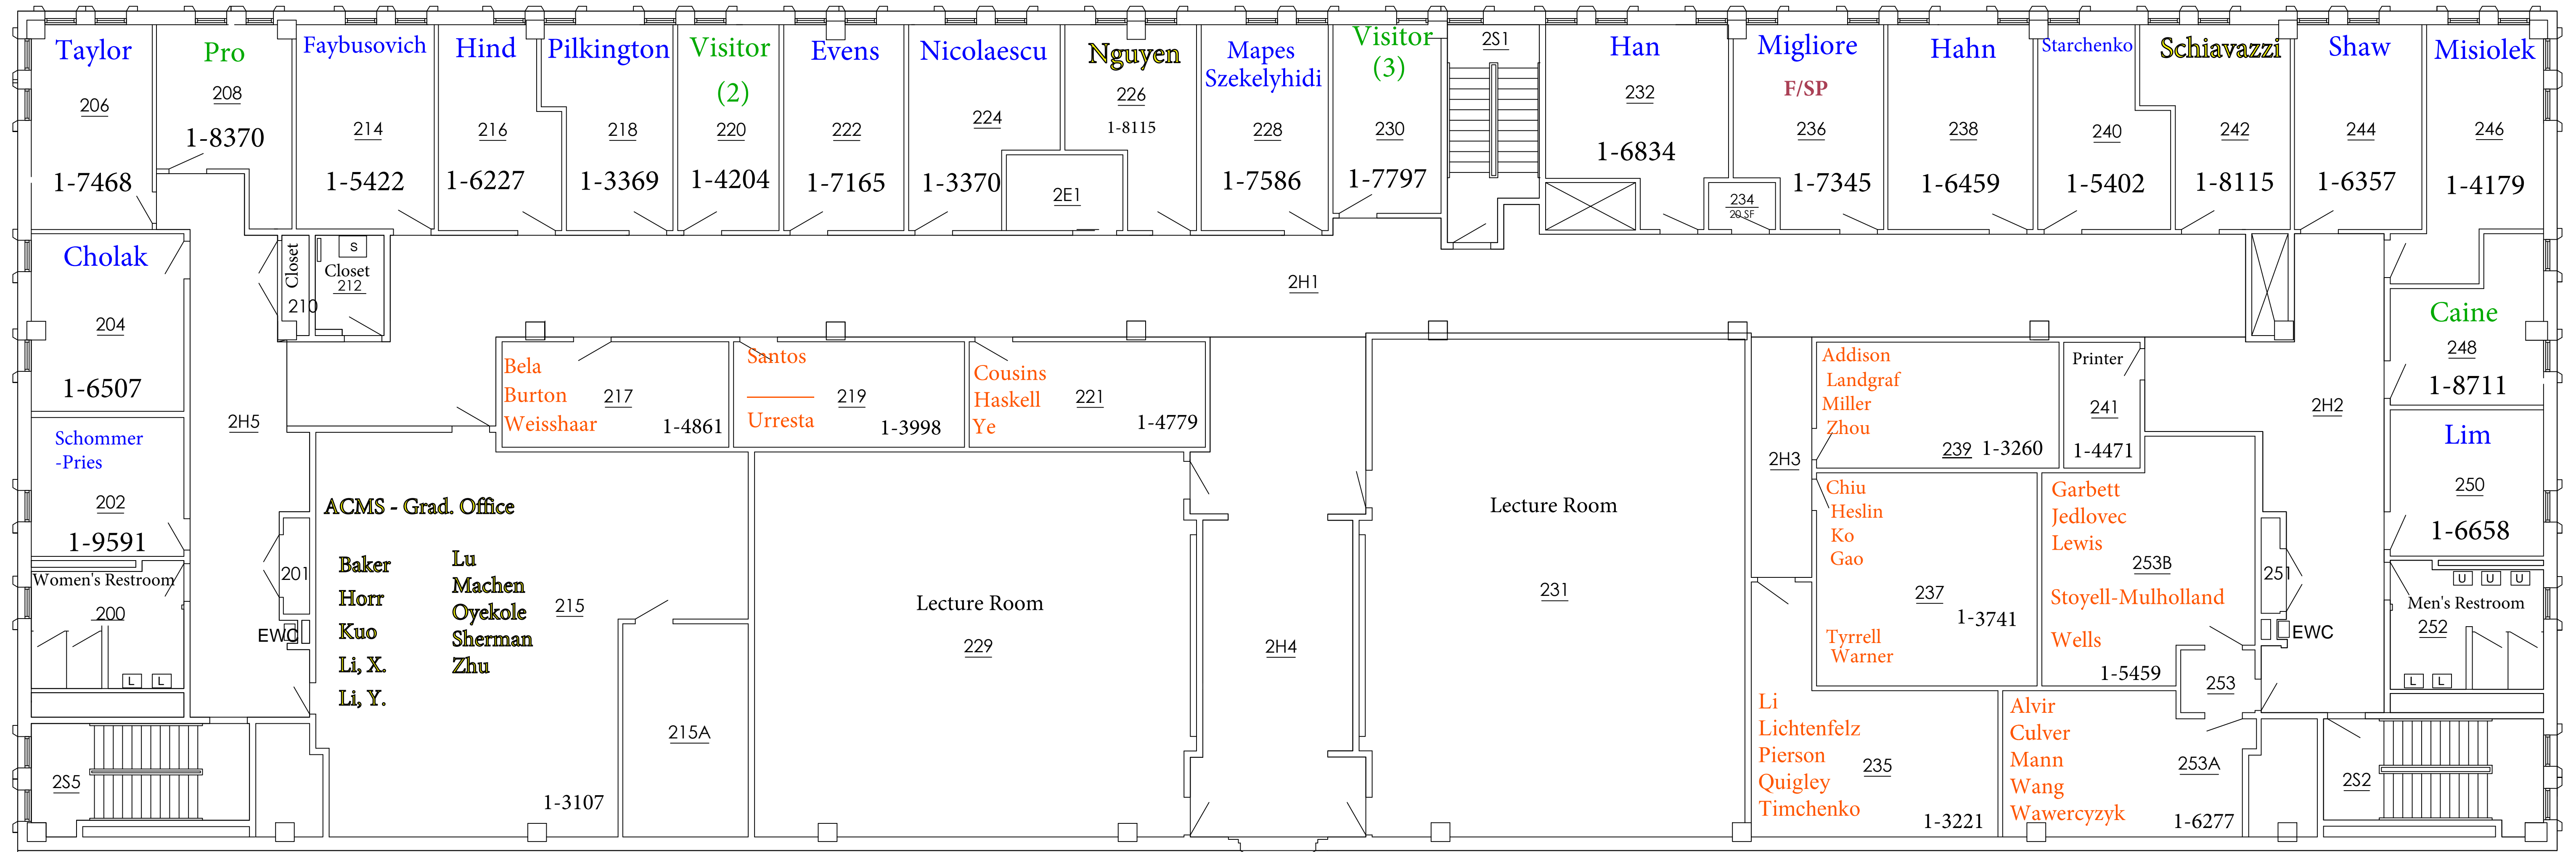 Taylor
206
1-7468
Pro
208
1-8370
Faybusovich
214
1-5422
Hind
216
1-6227
Pilkington
218
1-3369
Visitor
(2)
220
1-4204
Evens
222
1-7165
Nicolaescu
224
1-3370
2E1
Nguyen
226
1-8115
Mapes
Szekelyhidi
228
1-7586
Visitor
(3)
230
1-7797
2S1
Han
232
1-6834
Migliore
F/SP
236
1-7345
234
20 SF
Hahn
238
1-6459
Starchenko
240
1-5402
Schiavazzi
242
1-8115
Shaw
244
1-6357
Misiolek
246
1-4179
Cholak
204
1-6507
Closet
210
S
Closet
212
2H1
Caine
248
1-8711
Schommer
-Pries
202
1-9591
2H5
Bela
Burton
Weisshaar
217
1-4861
Santos
Urresta
219
1-3998
Cousins
Haskell
Ye
221
1-4779
Addison
Landgraf
Miller
Zhou
239 1-3260
Printer
241
1-4471
2H2
2H3
Lim
250
1-6658
Women's Restroom
200
L L
201
EWC
ACMS - Grad. Office
Baker
Horr
Kuo
Li, X.
Li, Y.
Lu
Machen
Oyekole
Sherman
Zhu
215
1-3107
215A
Lecture Room
229
2H4
Lecture Room
231
Chiu
Heslin
Ko
Gao
237
1-3741
Tyrrell
Warner
Garbett
Jedlovec
Lewis
253B
Stoyell-Mulholland
Wells
1-5459
253
251
EWC
U U U
Men's Restroom
252
L L
Li
Lichtenfelz
Pierson
Quigley
Timchenko
235
1-3221
Alvir
Culver
Mann
Wang
Wawercyzyk
253A
1-6277
2S5
2S2